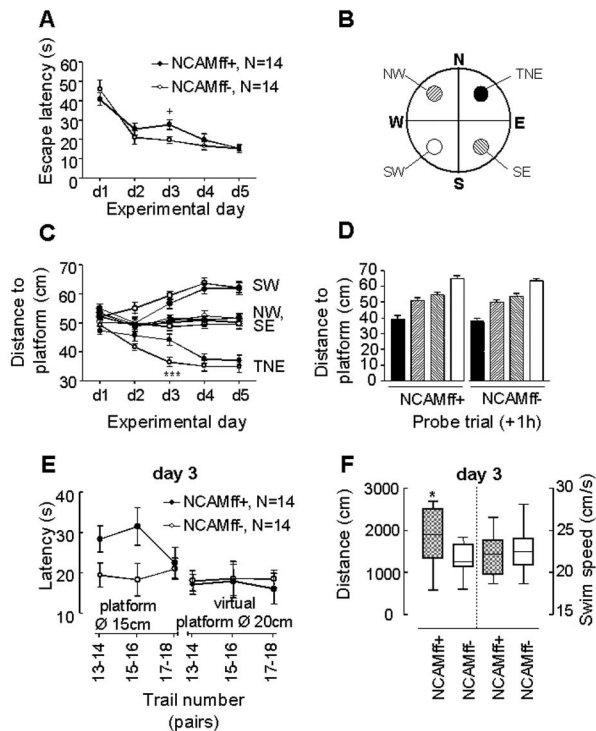 A
Escape latency (s)
60
50
40
30
20
10
0
NCAMff+, N=14
NCAMff-, N=14
+
d1 d2 d3 d4 d5
Experimental day
B
N
NW
TNE
W
E
SW
SE
S
C
Distance to
platform (cm)
70
60
50
40
30
SW
NW,
SE
TNE
***
d1 d2 d3 d4 d5
Experimental day
D
Distance to
platform (cm)
70
60
50
40
30
20
10
0
NCAMff+ NCAMff-
Probe trial (+1h)
E
day 3
Latency (s)
40
30
20
10
NCAMff+, N=14
NCAMff-, N=14
platform
Ø 15cm
virtual
platform Ø 20cm
13-14
15-16
17-18
13-14
15-16
17-18
Trail number
(pairs)
F
day 3
Distance (cm)
3000
2000
1000
0
*
30
25
20
15
Swim speed (cm/s)
NCAMff+
NCAMff-
NCAMff+
NCAMff-